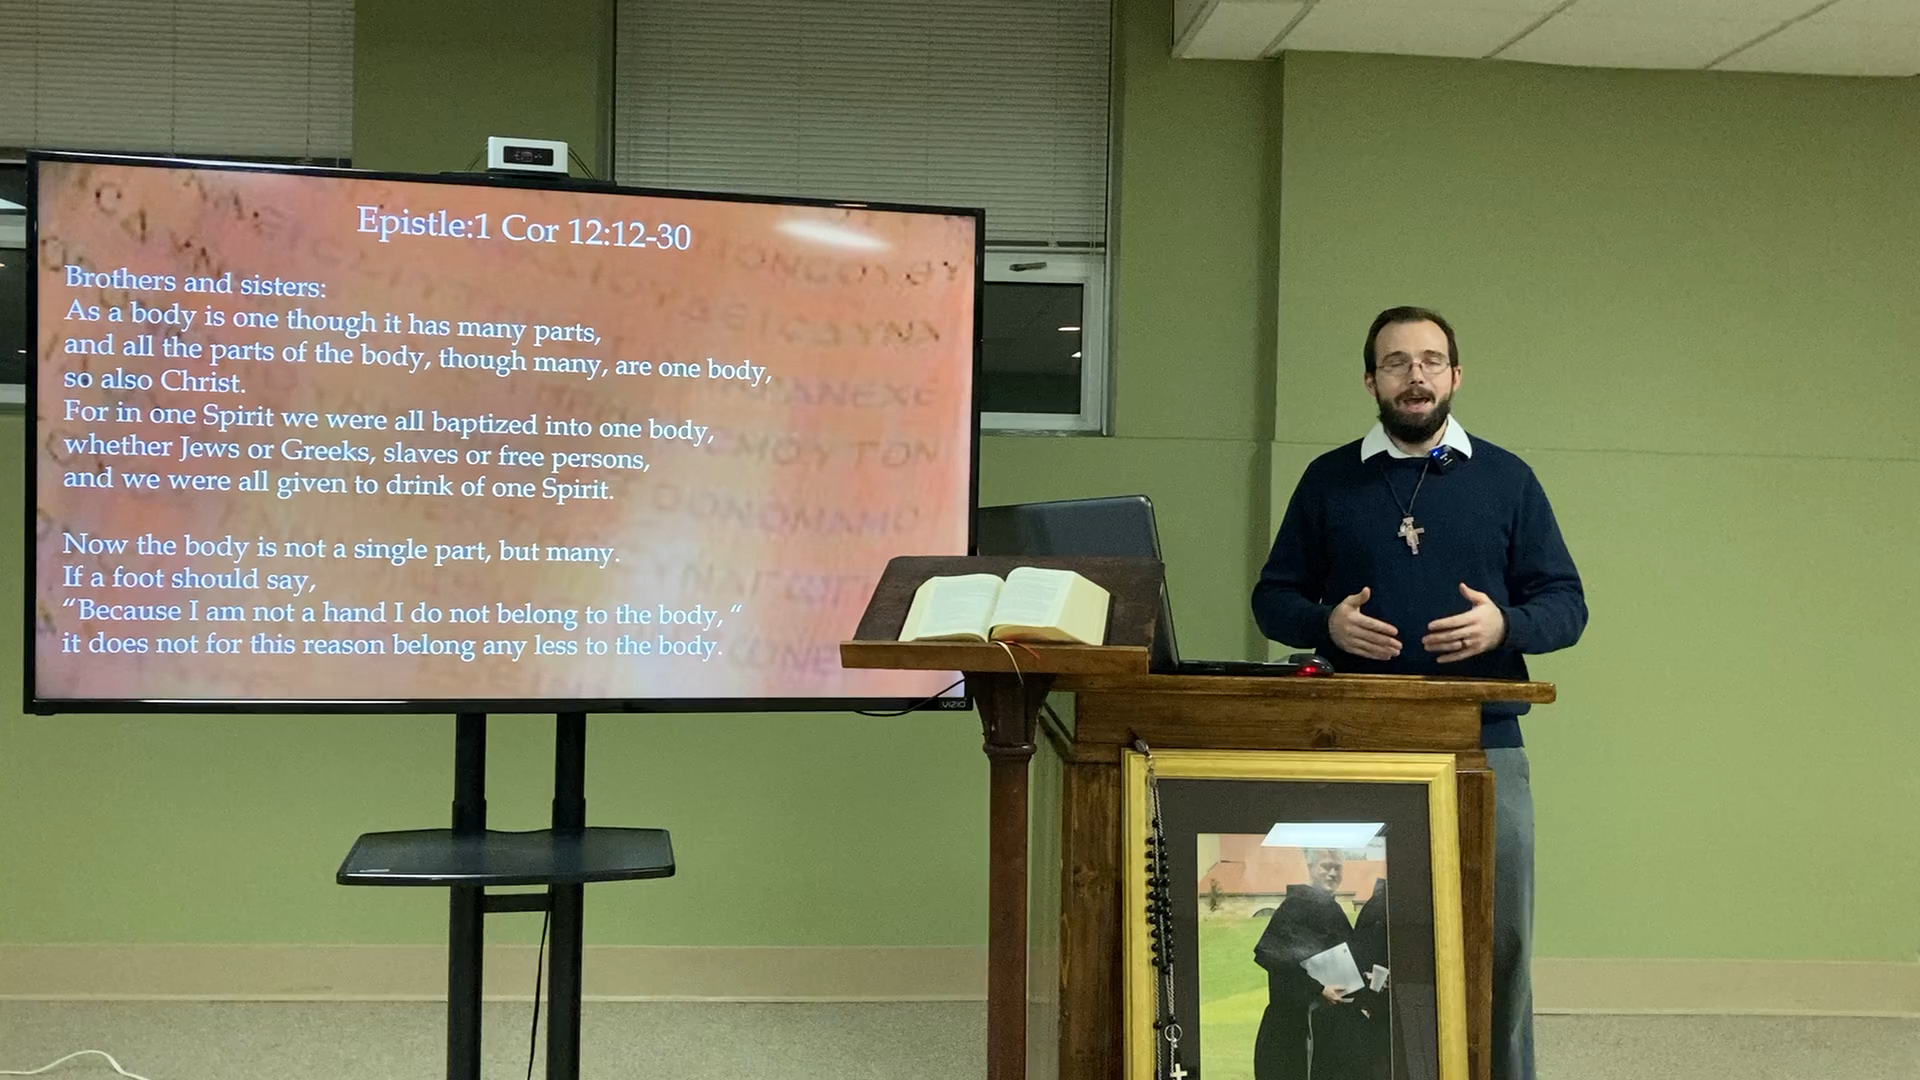 Epistle:1 Cor 12:12-30
Brothers and sisters:
As a body is one though it has many parts,
and all the parts of the body, though many, are one body,
so also Christ.
For in one Spirit we were all baptized into one body,
whether Jews or Greeks, slaves or free persons,
and we were all given to drink of one Spirit.
Now the body is not a single part, but many.
If a foot should say,
“Because I am not a hand I do not belong to the body,“
it does not for this reason belong any less to the body.
VIZIO